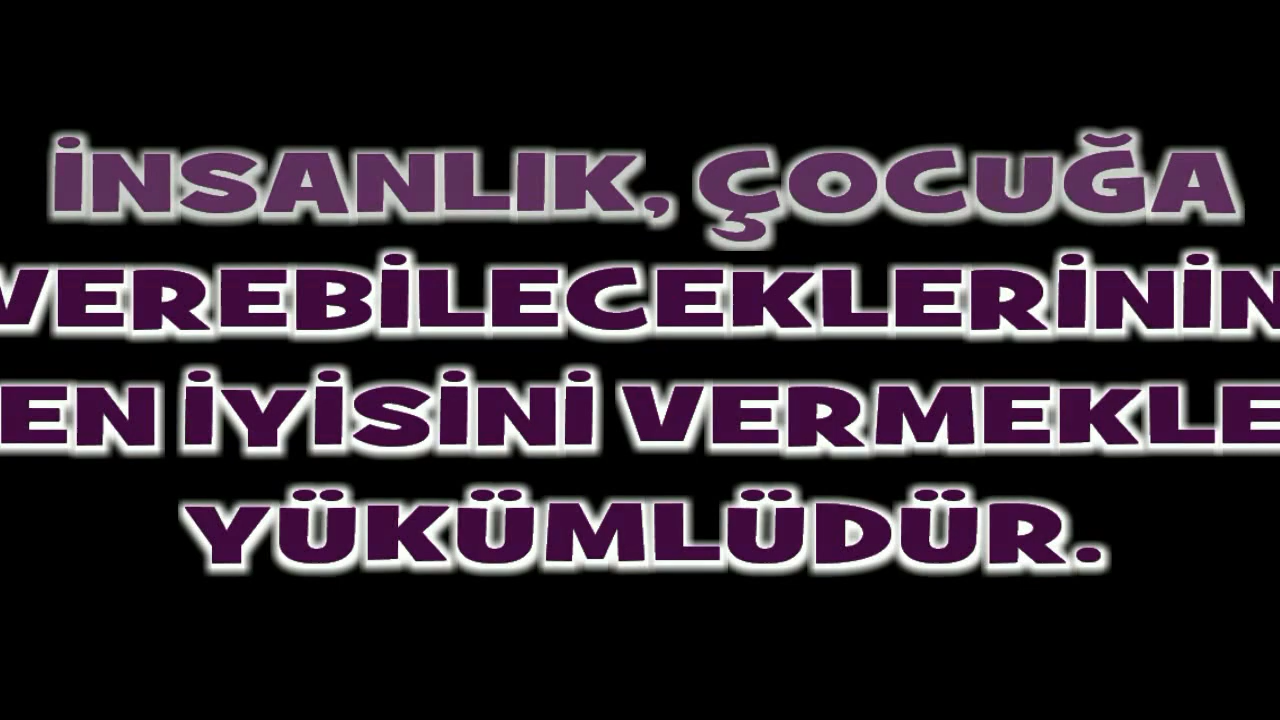 İNSANLIK, ÇOCUĞA
VEREBİLECEKLERİNİN
EN İYİSİNİ VERMEKLE
YÜKÜMLÜDÜR.